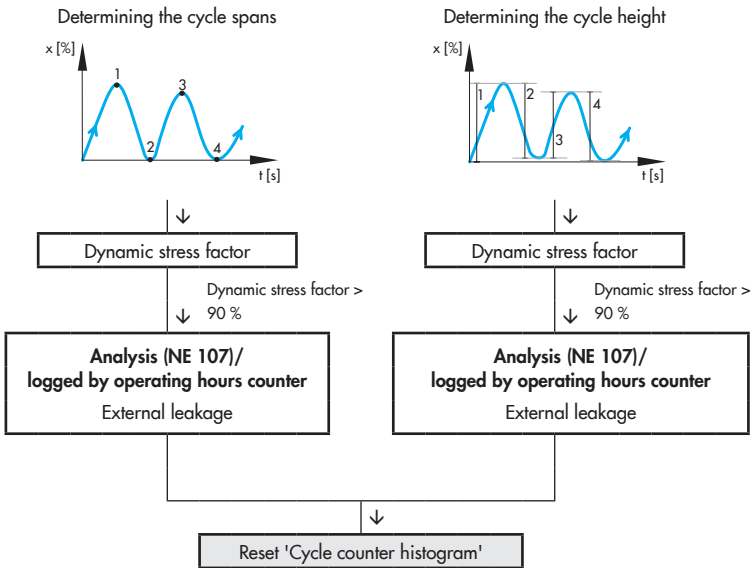 Determining the cycle spans
x [%]
1
3
2
4
t [s]
Dynamic stress factor
Dynamic stress factor >
90 %
Analysis (NE 107)/
logged by operating hours counter
External leakage
Determining the cycle height
x [%]
1
2
4
3
t [s]
Dynamic stress factor
Dynamic stress factor >
90 %
Analysis (NE 107)/
logged by operating hours counter
External leakage
Reset 'Cycle counter histogram'